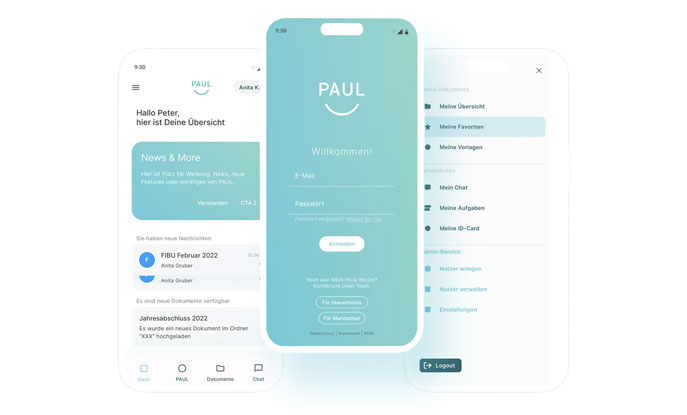 9:30
PAUL
Anita K.
Hallo Peter,
hier ist Deine Übersicht
News & More
Hier ist Platz für Werbung, News, neue
Features oder sonstiges von PAUL.
Verstanden
CTA 2
Sie haben neue Nachrichten
F
FIBU Februar 2022
Anita Gruber
F
Anita Gruber
Es sind neue Dokumente verfügbar
Jahresabschluss 2022
Es wurde ein neues Dokument im Ordner
"XXX" hochgeladen
Dash
PAUL
Dokumente
Chat
9:30
PAUL
Willkommen!
E-Mail
Passwort
Passwort vergessen? Klicken Sie hier
Anmelden
Noch kein MEIN PAUL-Nutzer?
Kontaktiere unser Team.
Für Steuerbüros
Für Mandanten
Datenschutz | Impressum | AGBs
Dokumente
Meine Übersicht
Meine Favoriten
Meine Vorlagen
Mein Chat
Meine Aufgaben
Meine ID-Card
Nutzer anlegen
Nutzer verwalten
Einstellungen
Logout